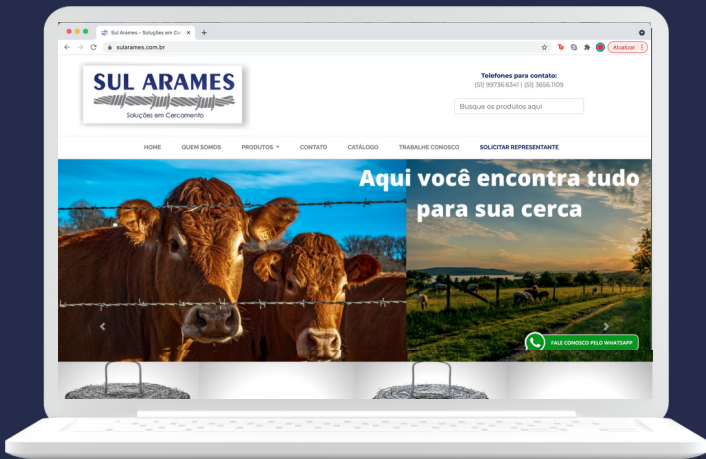 Sul Arames - Soluções em Cer
sularames.com.br
Atualizar
SUL ARAMES
Soluções em Cercamento
Telefones para contato:
(51) 99736.6341 | (51) 3656.1109
Busque os produtos aqui
HOME QUEM SOMOS PRODUTOS CONTATO CATÁLOGO TRABALHE CONOSCO SOLICITAR REPRESENTANTE
Aqui você encontra tudo
para sua cerca
FALE CONOSCO PELO WHATSAPP